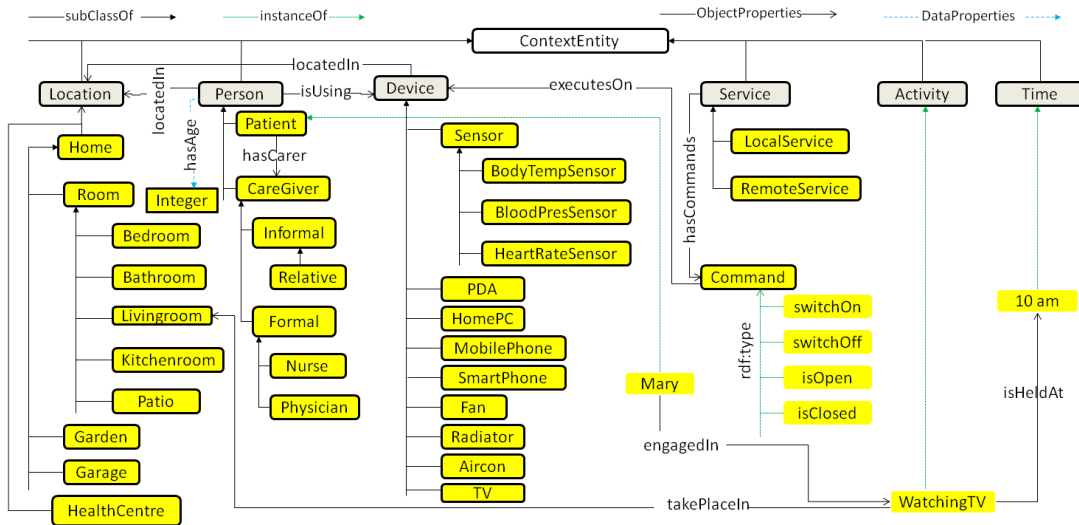 subClassOf
instanceOf
ObjectProperties
DataProperties
ContextEntity
locatedIn
Location
locatedIn
Person
isUsing
Device
executesOn
Service
Activity
Time
hasAge
Patient
hasCarer
Home
Room
Integer
CareGiver
Bedroom
Informal
Bathroom
Relative
Livingroom
Formal
Kitchenroom
Nurse
Patio
Physician
Garden
Garage
HealthCentre
Sensor
BodyTempSensor
BloodPresSensor
HeartRateSensor
PDA
HomePC
MobilePhone
SmartPhone
Fan
Radiator
Aircon
TV
hasCommands
LocalService
RemoteService
Command
rdf:type
switchOn
switchOff
isOpen
isClosed
Mary
engagedIn
takePlaceIn
WatchingTV
10 am
isHeldAt